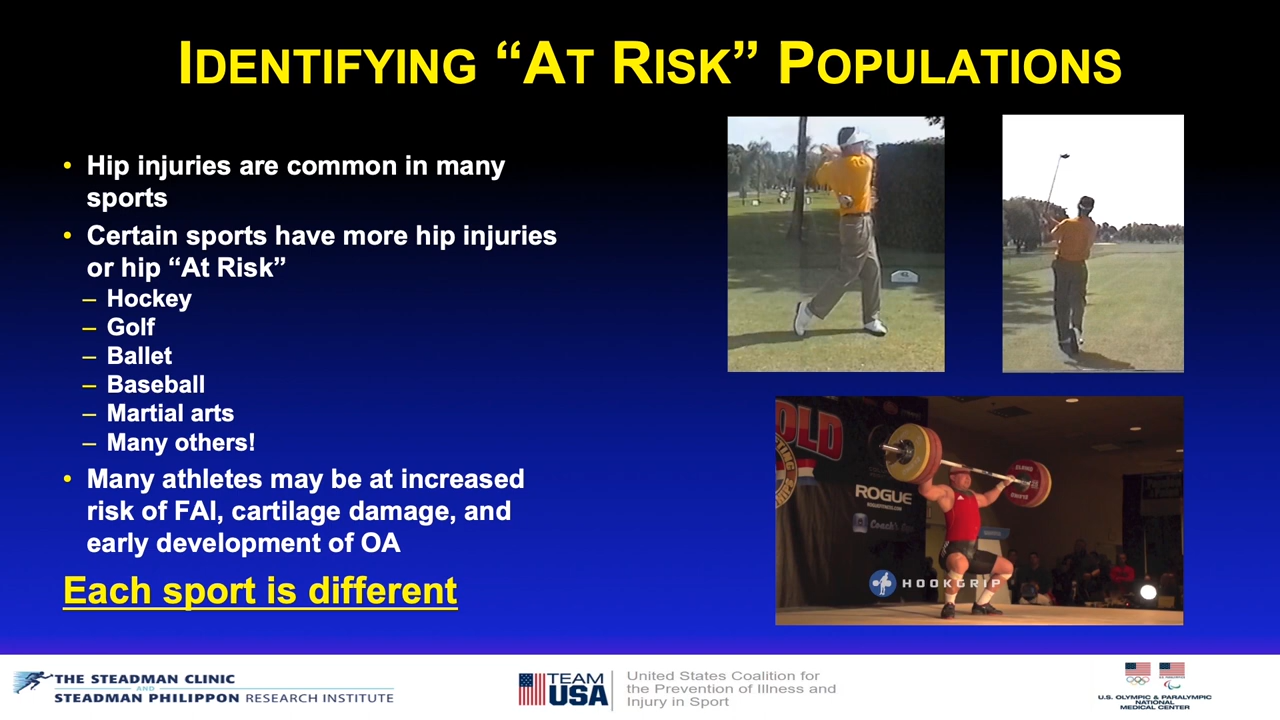 IDENTIFYING “AT RISK” POPULATIONS
• Hip injuries are common in many
sports
• Certain sports have more hip injuries
or hip “At Risk”
– Hockey
– Golf
– Ballet
– Baseball
– Martial arts
– Many others!
• Many athletes may be at increased
risk of FAI, cartilage damage, and
early development of OA
Each sport is different
OLD
ROGUE
HOOKGRIP
THE STEADMAN CLINIC
AND
STEADMAN PHILIPPON RESEARCH INSTITUTE
TEAM
USA
United States Coalition for
the Prevention of Illness and
Injury in Sport
U.S. OLYMPIC & PARALYMPIC
NATIONAL
MEDICAL CENTER